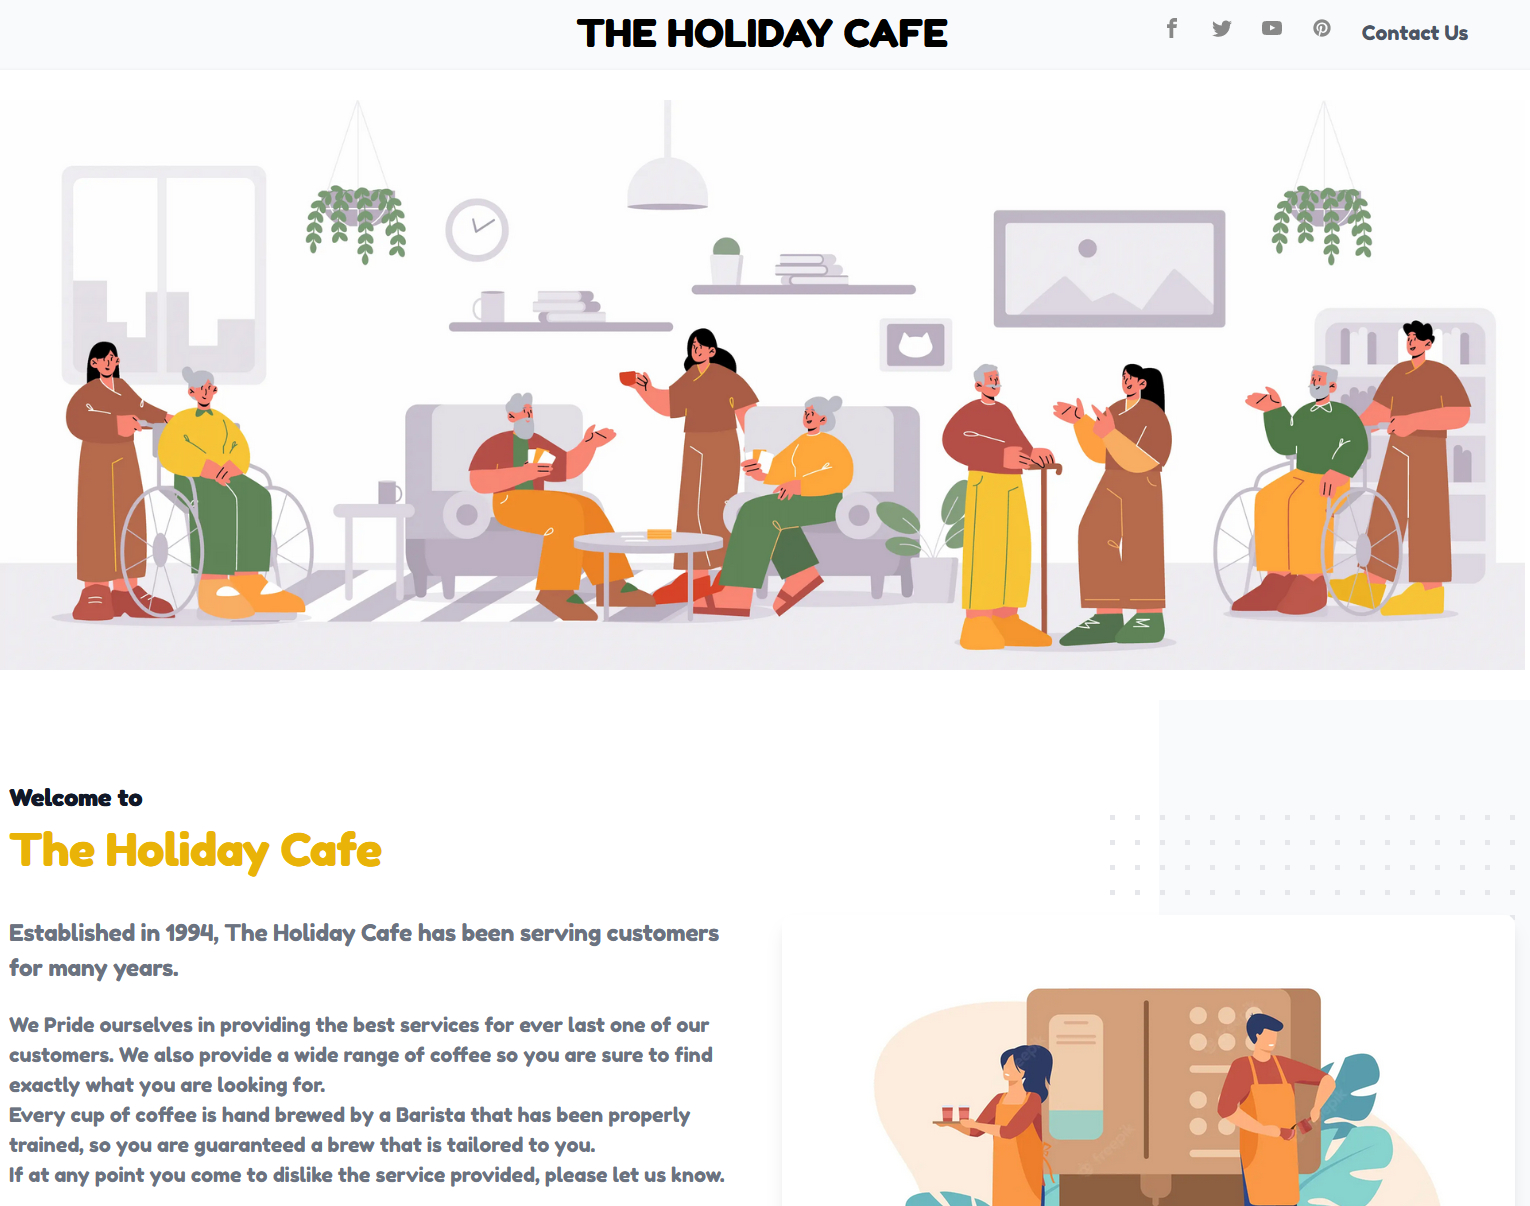 THE HOLIDAY CAFE
Contact Us
Welcome to
The Holiday Cafe
Established in 1994, The Holiday Cafe has been serving customers
for many years.
We Pride ourselves in providing the best services for ever last one of our
customers. We also provide a wide range of coffee so you are sure to find
exactly what you are looking for.
Every cup of coffee is hand brewed by a Barista that has been properly
trained, so you are guaranteed a brew that is tailored to you.
If at any point you come to dislike the service provided, please let us know.